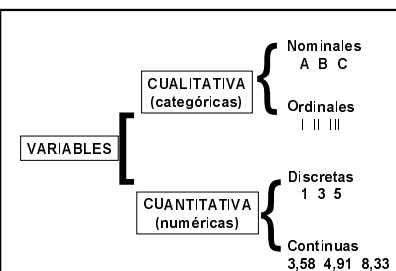 VARIABLES
CUALITATIVA
(categóricas)
Nominales
A B C
Ordinales
I II III
CUANTITATIVA
(numéricas)
Discretas
1 3 5
Continuas
3,58 4,91 8,33